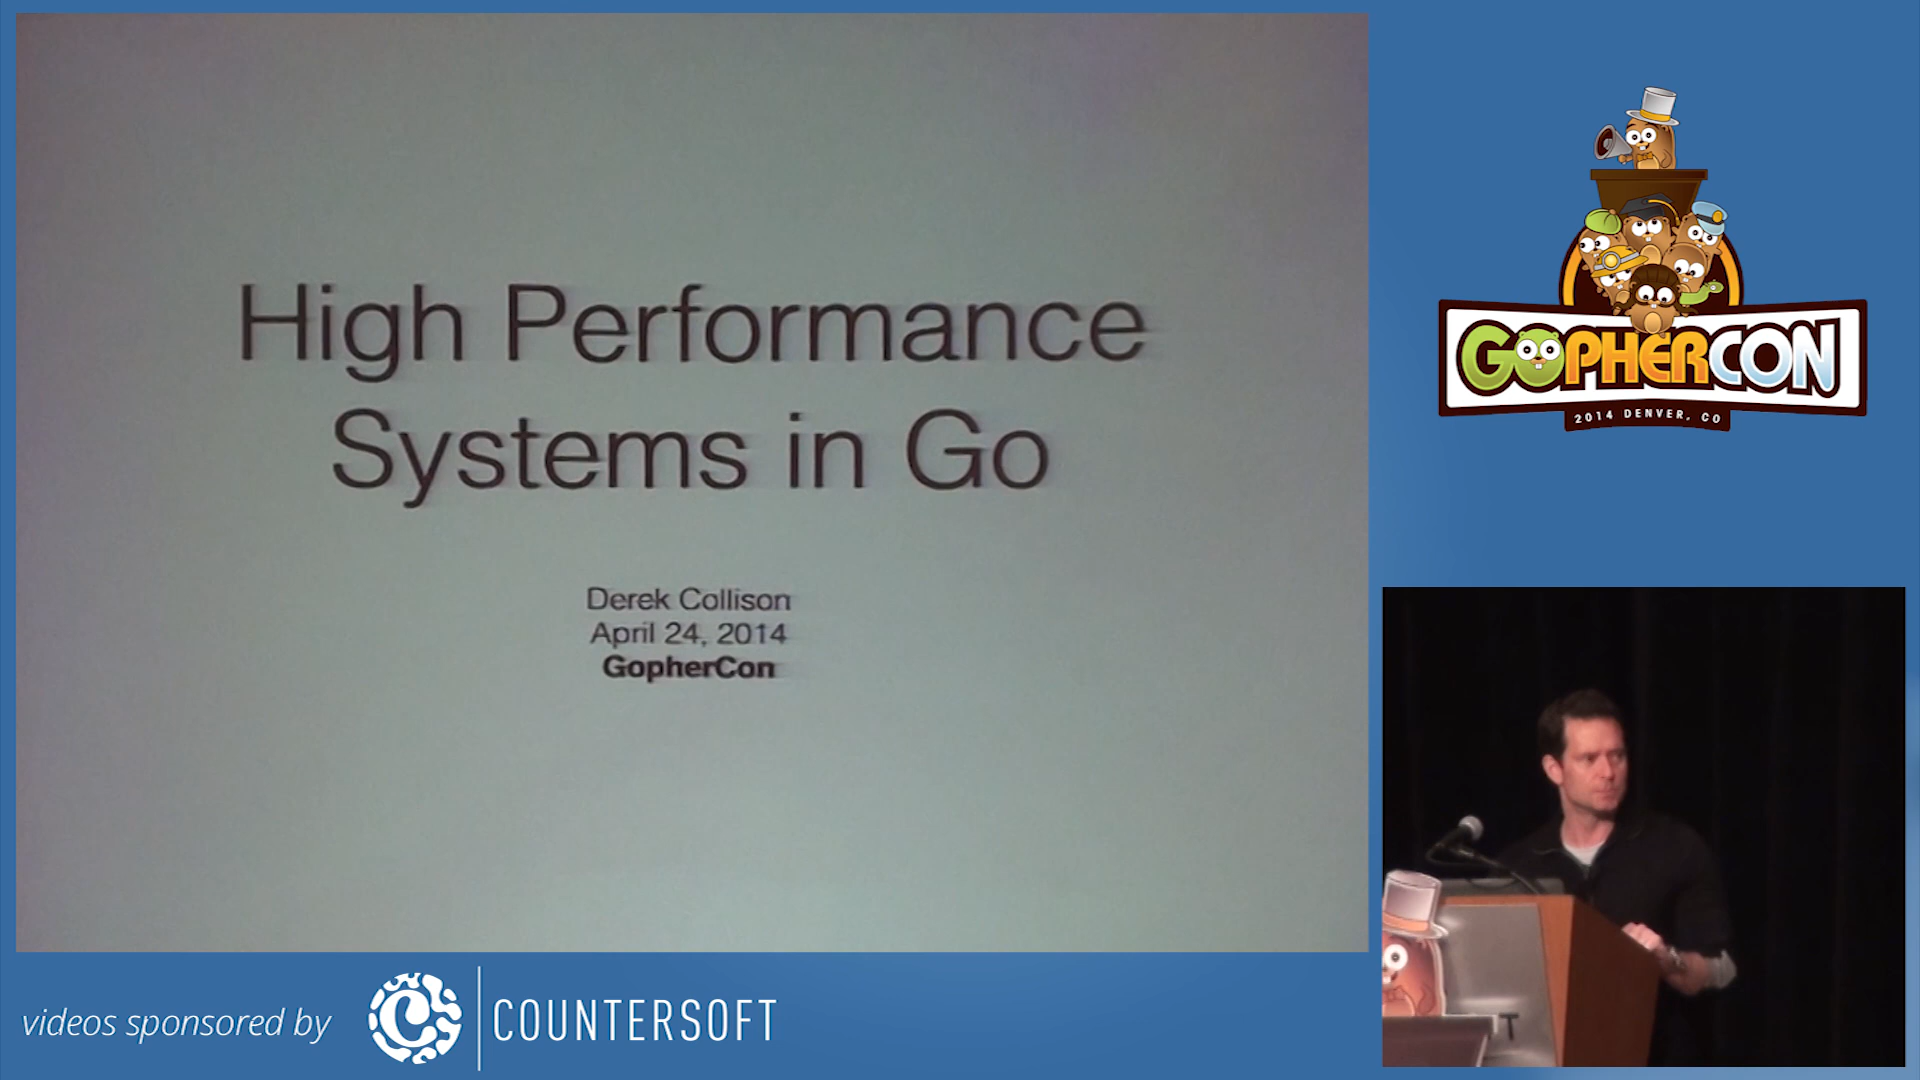 High Performance
Systems in Go
Derek Collison
April 24, 2014
GopherCon
GOPHERCON
2014 DENVER, CO
T
videos sponsored by
COUNTERSOFT